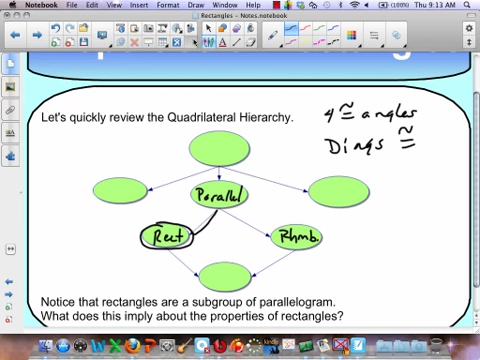 Notebook File Edit View Insert Format Tools Window Help (100%) Thu 9:13 AM
Rectangles – Notes.notebook
Let's quickly review the Quadrilateral Hierarchy.
4 ≅ angles
Diags ≅
Parallel
Rect
Rhmb.
Notice that rectangles are a subgroup of parallelogram.
What does this imply about the properties of rectangles?